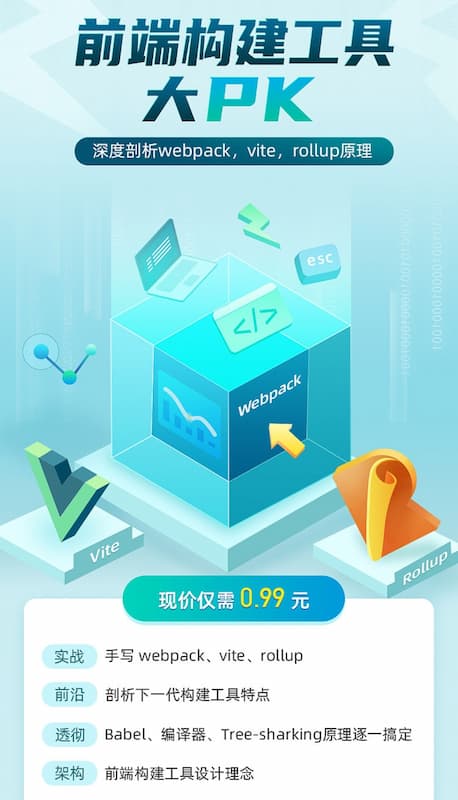 前端构建工具
大PK
深度剖析webpack，vite，rollup原理
esc
</>
Webpack
Vite
Rollup
现价仅需 0.99 元
实战 手写 webpack、vite、rollup
前沿 剖析下一代构建工具特点
透彻 Babel、编译器、Tree-sharking原理逐一搞定
架构 前端构建工具设计理念